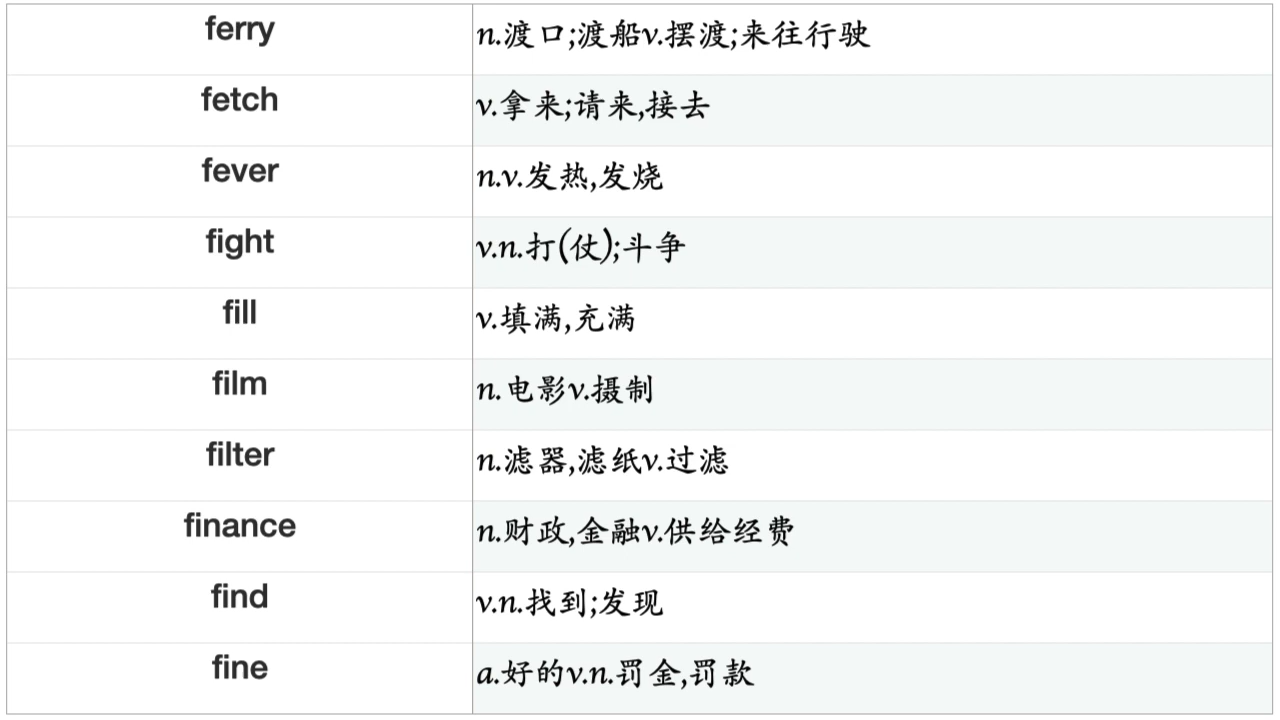 ferry n.渡口;渡船v.摆渡;来往行驶
fetch v.拿来;请来,接去
fever n.v.发热,发烧
fight v.n.打(仗);斗争
fill v.填满,充满
film n.电影v.摄制
filter n.滤器,滤纸v.过滤
finance n.财政,金融v.供给经费
find v.n.找到;发现
fine a.好的v.n.罚金,罚款